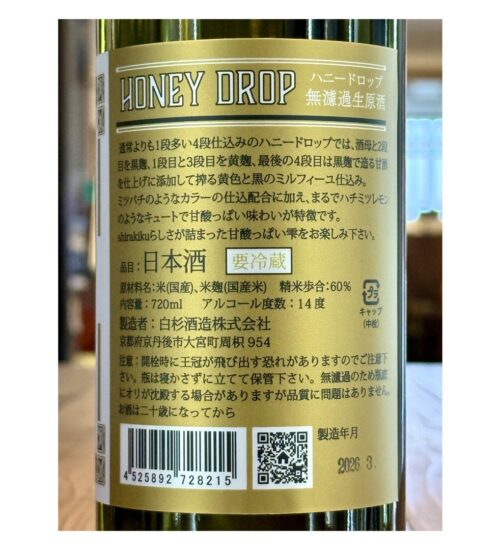 HONEY DROP
ハニードロップ
無濾過生原酒
通常よりも1段多い4段仕込みのハニードロップでは、酒母と2段
目を黒麹、1段目と3段目を黄麹、最後の4段目は黒麹で造る甘酒
を仕上げに添加して搾る黄色と黒のミルフィーユ仕込み。
ミツバチのようなカラーの仕込配合に加え、まるでハチミツレモン
のようなキュートで甘酸っぱい味わいが特徴です。
shirakikuらしさが詰まった甘酸っぱい雫をお楽しみ下さい。
品目:日本酒 要冷蔵
原材料名:米(国産)、米麹(国産米) 精米歩合:60%
内容量:720ml アルコール度数:14度
製造者:白杉酒造株式会社
京都府京丹後市大宮町周枳 954
プラ
キャップ
(中栓)
注意:開栓時に王冠が飛び出す恐れがありますのでご注意下
さい。瓶は寝かさずに立てて保管下さい。無濾過のため瓶底
にオリが沈殿する場合がありますが品質に問題はありません。
お酒は二十歳になってから
4 525892 728215
製造年月
2026. 3.